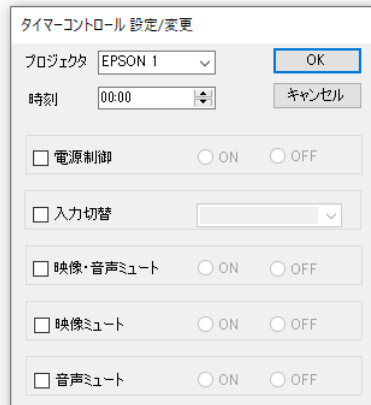 タイマーコントロール 設定/変更
プロジェクタ EPSON 1 OK
時刻 00:00 キャンセル
電源制御 ON OFF
入力切替
映像・音声ミュート ON OFF
映像ミュート ON OFF
音声ミュート ON OFF